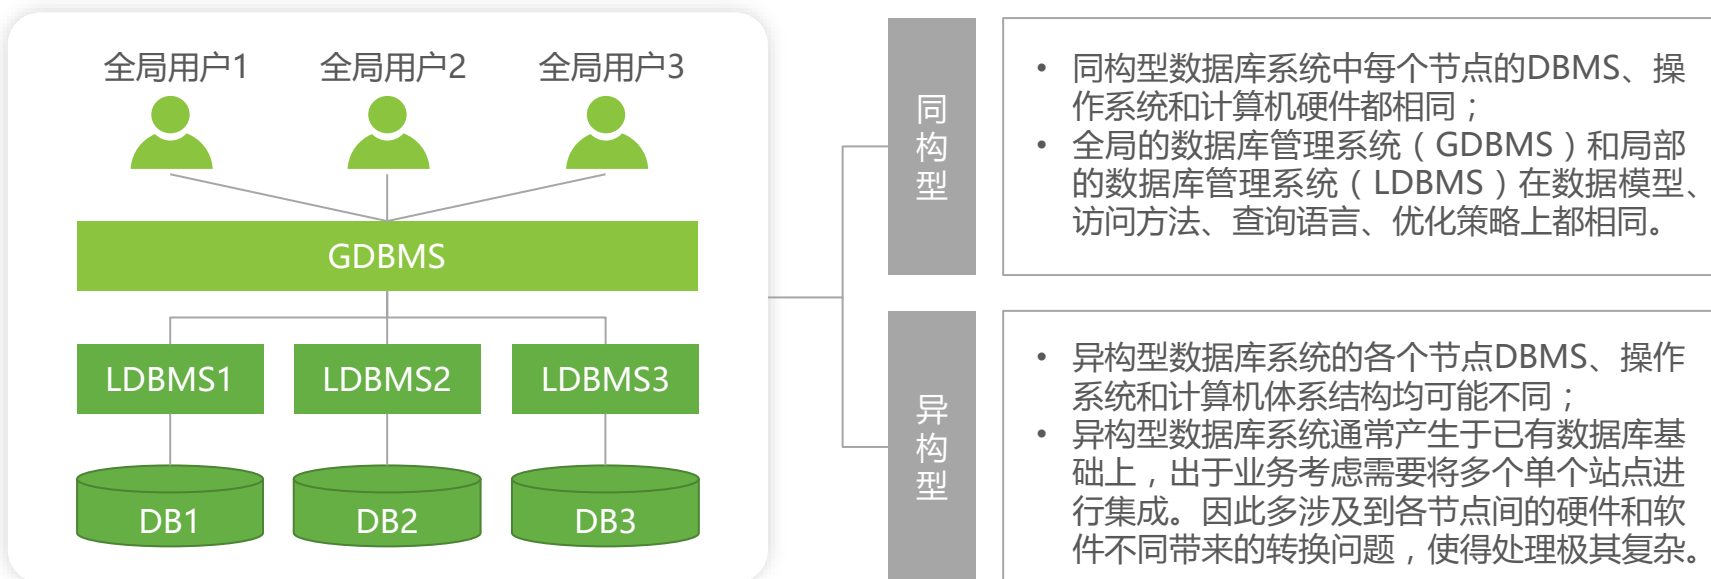 全局用户1
全局用户2
全局用户3
GDBMS
LDBMS1
LDBMS2
LDBMS3
DB1
DB2
DB3
同构型
• 同构型数据库系统中每个节点的DBMS、操
作系统和计算机硬件都相同；
• 全局的数据库管理系统（GDBMS）和局部
的数据库管理系统（LDBMS）在数据模型、
访问方法、查询语言、优化策略上都相同。
异构型
• 异构型数据库系统的各个节点DBMS、操作
系统和计算机体系结构均可能不同；
• 异构型数据库系统通常产生于已有数据库基
础上，出于业务考虑需要将多个单个站点进
行集成。因此多涉及到各节点间的硬件和软
件不同带来的转换问题，使得处理极其复杂。